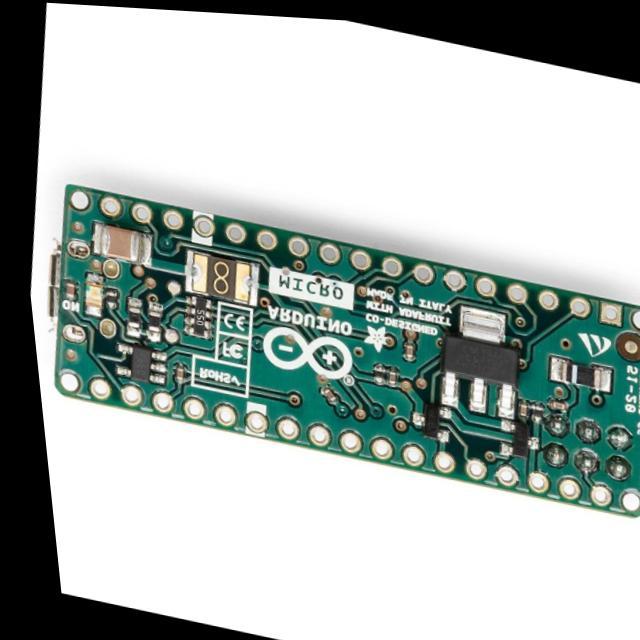 MICRO
ARDUINO
MADE IN ITALY
WITH ADAFRUIT
CO-DESIGNED
ON
CE
FC
RoHS✓